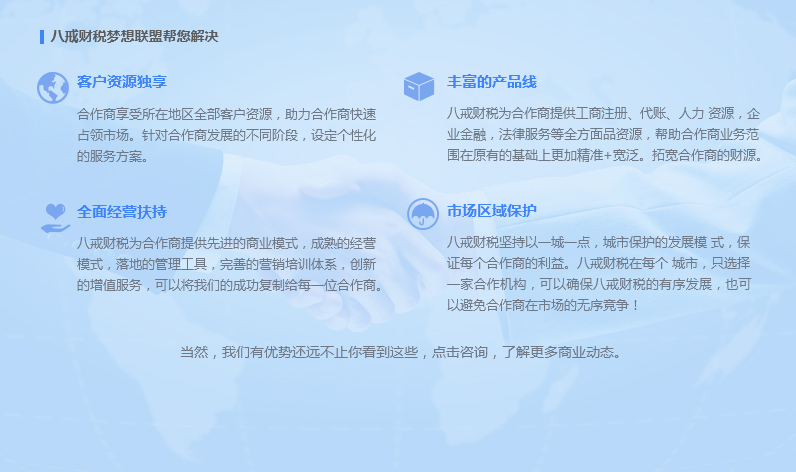 八戒财税梦想联盟帮您解决
客户资源独享
合作商享受所在地区全部客户资源，助力合作商快速
占领市场。针对合作商发展的不同阶段，设定个性化
的服务方案。
丰富的产品线
八戒财税为合作商提供工商注册、代账、人力 资源，企
业金融，法律服务等全方面品资源，帮助合作商业务范
围在原有的基础上更加精准+宽泛。拓宽合作商的财源。
全面经营扶持
八戒财税为合作商提供先进的商业模式，成熟的经营
模式，落地的管理工具，完善的营销培训体系，创新
的增值服务，可以将我们的成功复制给每一位合作商。
市场区域保护
八戒财税坚持以一城一点，城市保护的发展模 式，保
证每个合作商的利益。八戒财税在每个 城市，只选择
一家合作机构，可以确保八戒财税的有序发展，也可
以避免合作商在市场的无序竟争！
当然，我们有优势还远不止你看到这些，点击咨询，了解更多商业动态。